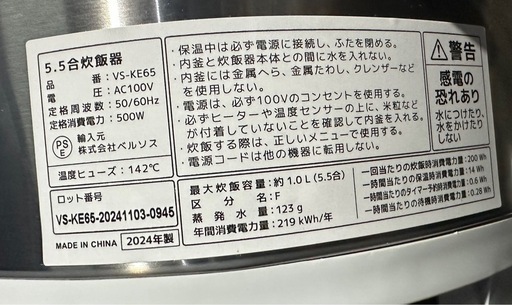 5.5合炊飯器
品番：VS-KE65
電圧：AC100V
定格周波数：50/60Hz
定格消費電力：500W
PSE
輸入元
株式会社ベルソス
温度ヒューズ：142℃
ロット番号
VS-KE65-20241103-0945
MADE IN CHINA 2024年製
・保温中は必ず電源に接続し、ふたを閉める。
・内釜と炊飯器本体との間に水を入れない。
・内釜には金属へら、金属たわし、クレンザーなど
を使用しない。
・電源は、必ず100Vのコンセントを使用する。
・必ずヒーターや温度センサーの上に、米粒など
が付着していないことを確認して内釜を入れる。
・炊飯する際は、正しいメニューで使用する。
・電源コードは他の機器に転用しない。
最大炊飯容量：約1.0L(5.5合)
区分名：F
蒸発水：123g
年間消費電力量：219 kWh/年
警告
感電の
恐れあり
水につけたり、
水をかけたり
しない
一回当たりの炊飯時消費電力量：200 Wh
一時間当たりの保温時消費電力量：14 Wh
一時間当たりのタイマー予約時消費電力量：0.6 Wh
一時間当たりの待機時消費電力量：0.28 Wh